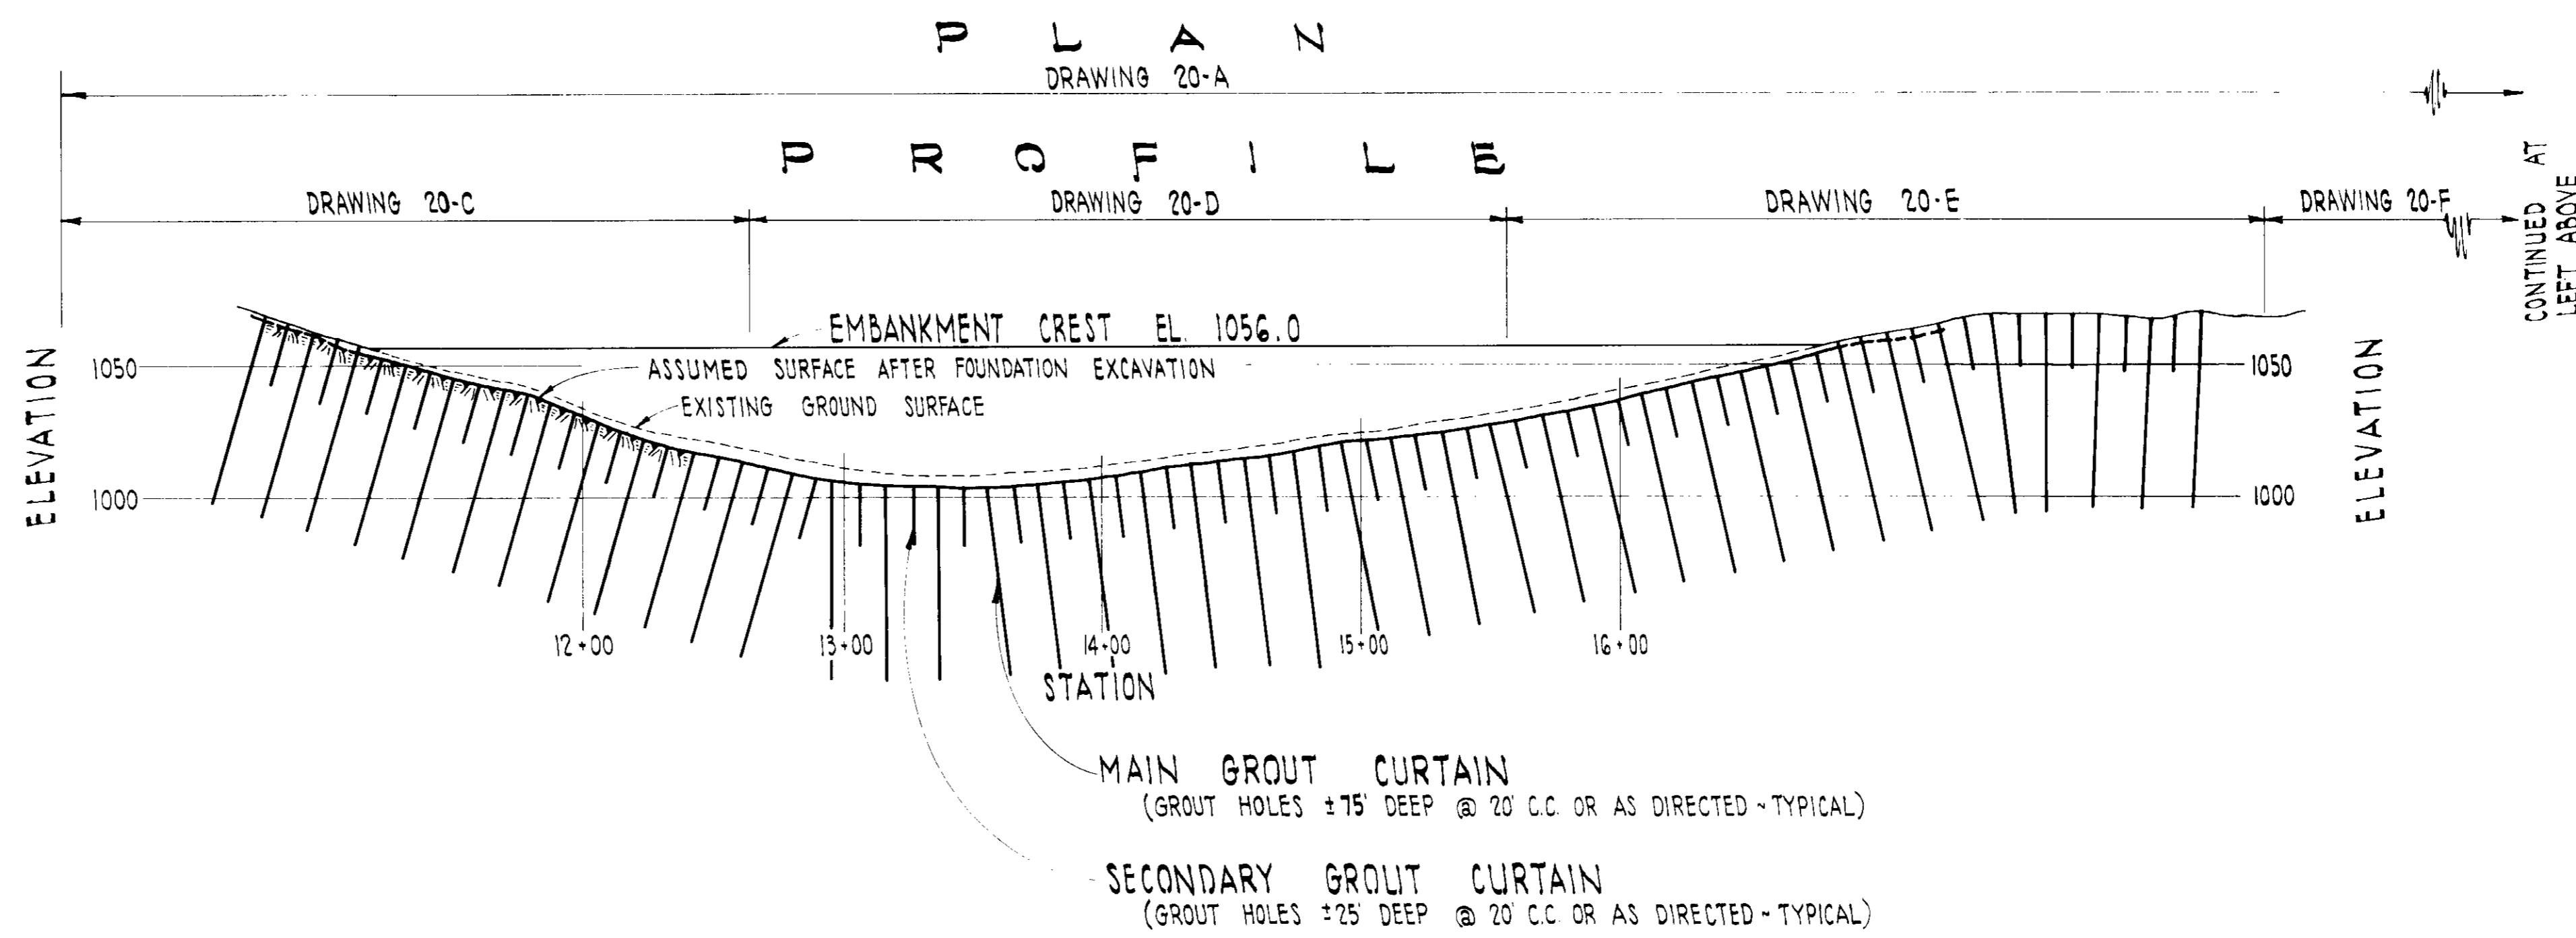 PLAN
DRAWING 20-A
PROFILE
DRAWING 20-C
DRAWING 20-D
DRAWING 20-E
DRAWING 20-F
CONTINUED AT
LEFT ABOVE
EMBANKMENT CREST EL. 1056.0
ASSUMED SURFACE AFTER FOUNDATION EXCAVATION
EXISTING GROUND SURFACE
ELEVATION
1050
1000
1050
1000
ELEVATION
12+00
13+00
14+00
15+00
16+00
STATION
MAIN GROUT CURTAIN
(GROUT HOLES ±75' DEEP @ 20' C.C. OR AS DIRECTED ~ TYPICAL)
SECONDARY GROUT CURTAIN
(GROUT HOLES ±25' DEEP @ 20' C.C. OR AS DIRECTED ~ TYPICAL)